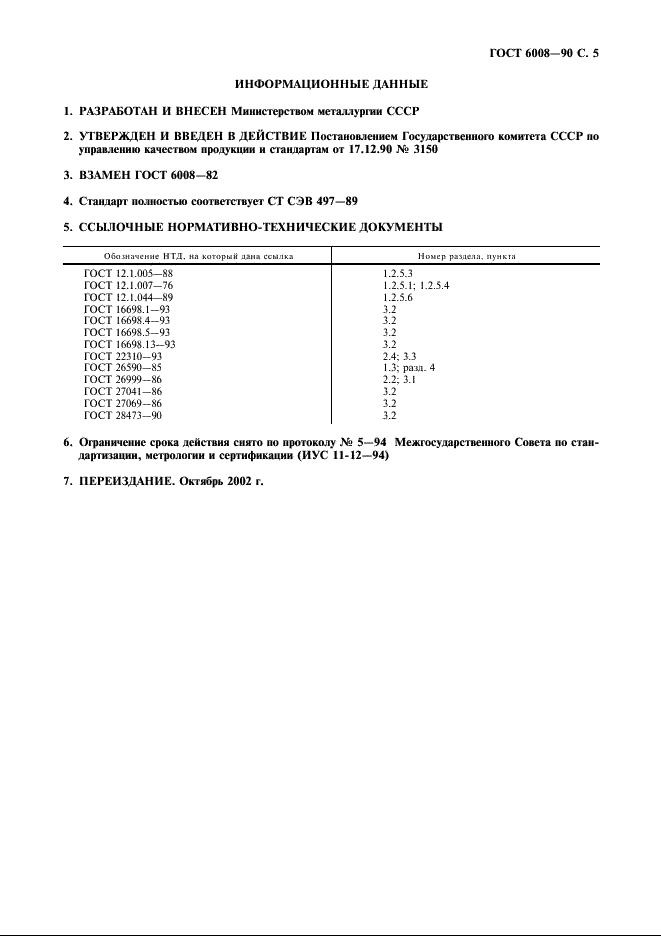 ГОСТ 6008—90 С. 5
ИНФОРМАЦИОННЫЕ ДАННЫЕ
1. РАЗРАБОТАН И ВНЕСЕН Министерством металлургии СССР
2. УТВЕРЖДЕН И ВВЕДЕН В ДЕЙСТВИЕ Постановлением Государственного комитета СССР по
управлению качеством продукции и стандартам от 17.12.90 № 3150
3. ВЗАМЕН ГОСТ 6008—82
4. Стандарт полностью соответствует СТ СЭВ 497—89
5. ССЫЛОЧНЫЕ НОРМАТИВНО-ТЕХНИЧЕСКИЕ ДОКУМЕНТЫ
Обозначение НТД, на который дана ссылка Номер раздела, пункта
ГОСТ 12.1.005—88 1.2.5.3
ГОСТ 12.1.007—76 1.2.5.1; 1.2.5.4
ГОСТ 12.1.044—89 1.2.5.6
ГОСТ 16698.1—93 3.2
ГОСТ 16698.4—93 3.2
ГОСТ 16698.5—93 3.2
ГОСТ 16698.13—93 3.2
ГОСТ 22310—93 2.4; 3.3
ГОСТ 26590—85 1.3; разд. 4
ГОСТ 26999—86 2.2; 3.1
ГОСТ 27041—86 3.2
ГОСТ 27069—86 3.2
ГОСТ 28473—90 3.2
6. Ограничение срока действия снято по протоколу № 5—94 Межгосударственного Совета по стан-
дартизации, метрологии и сертификации (ИУС 11-12—94)
7. ПЕРЕИЗДАНИЕ. Октябрь 2002 г.